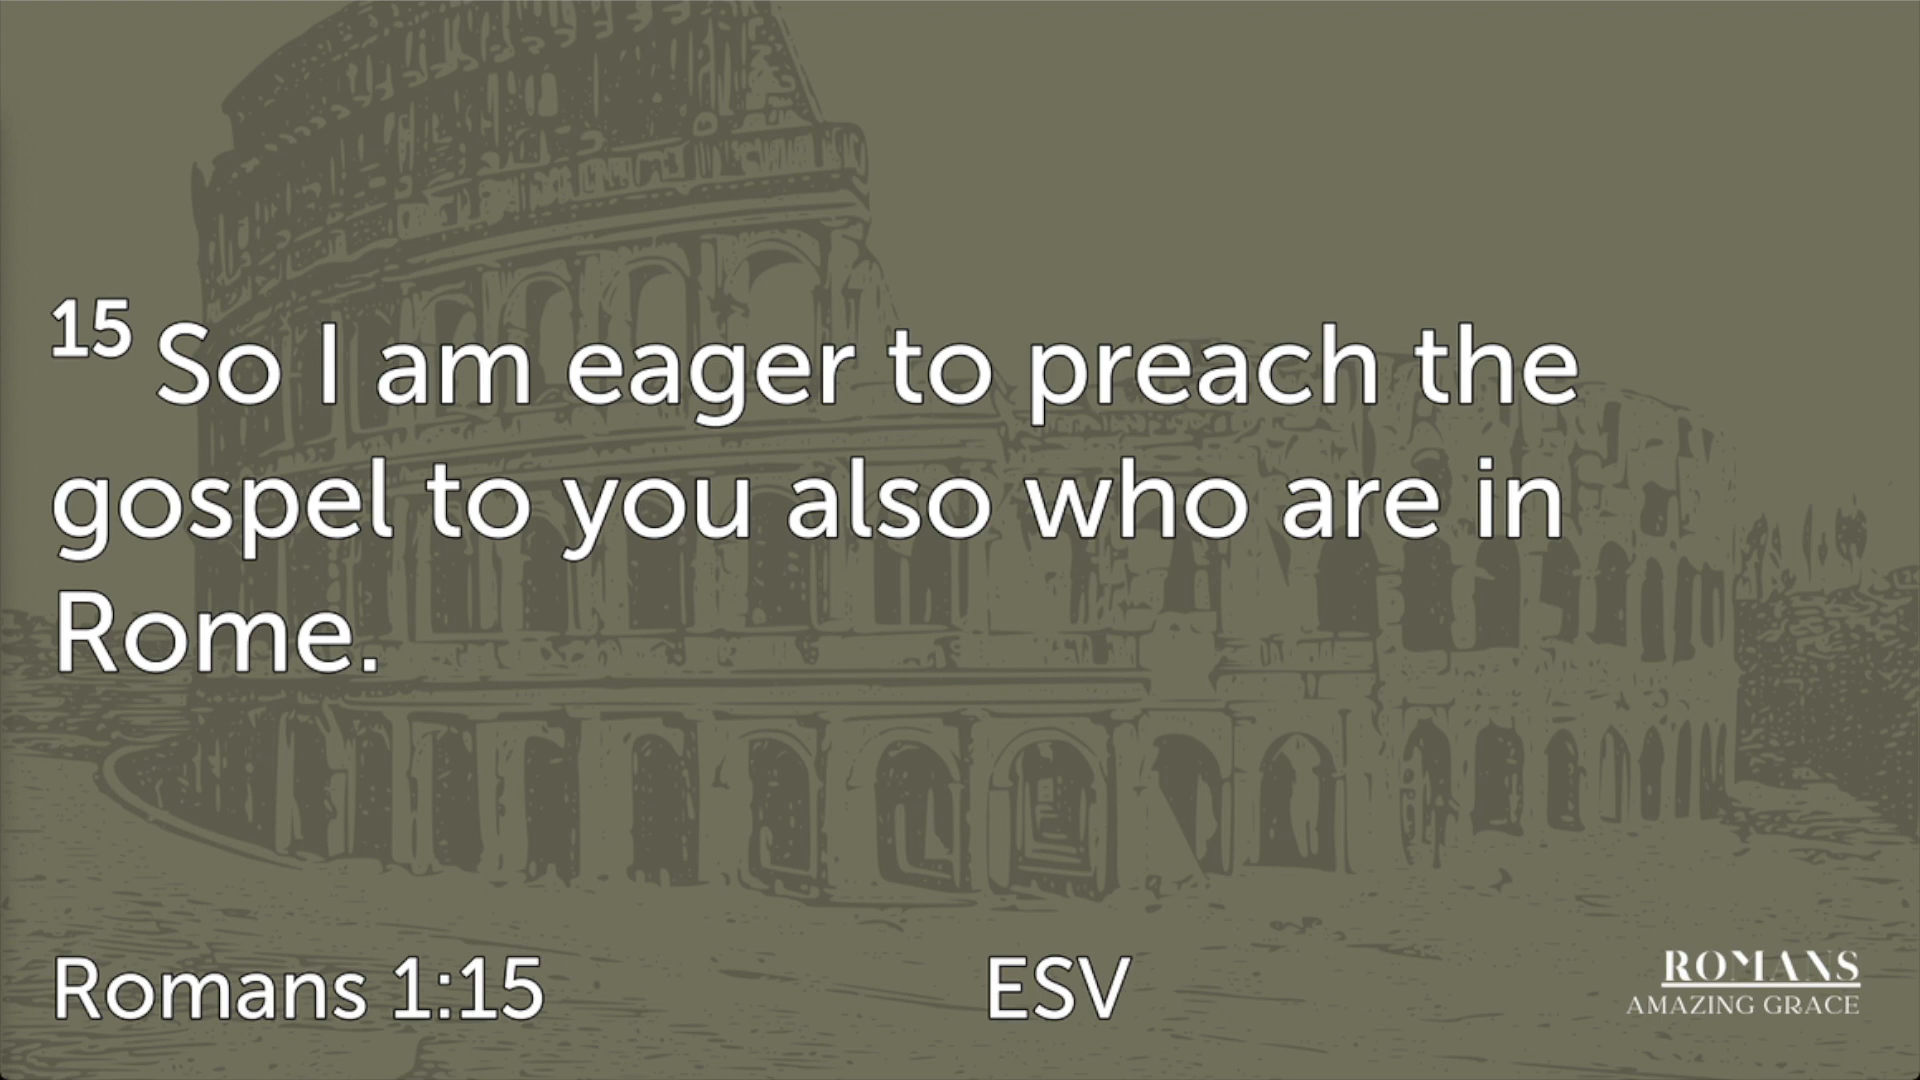 15 So I am eager to preach the
gospel to you also who are in
Rome.
Romans 1:15
ESV
ROMANS
AMAZING GRACE